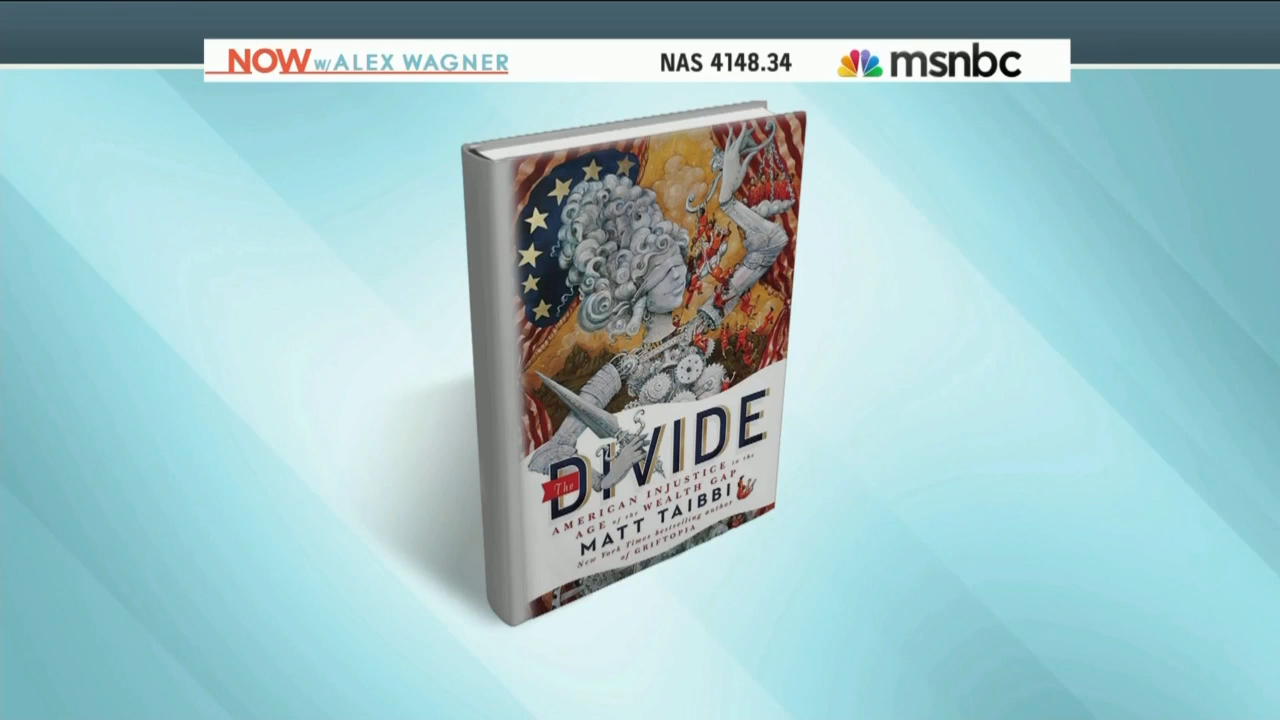 NOW w/ALEX WAGNER NAS 4148.34 msnbc
The DIVIDE
AMERICAN INJUSTICE in the
AGE of the WEALTH GAP
MATT TAIBBI
New York Times bestselling author
of GRIFTOPIA